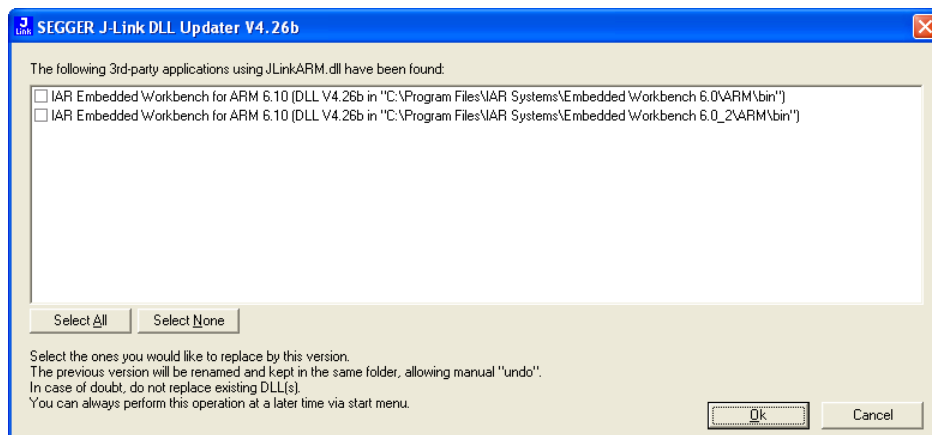 J
Link
SEGGER J-Link DLL Updater V4.26b
The following 3rd-party applications using JLinkARM.dll have been found:
IAR Embedded Workbench for ARM 6.10 (DLL V4.26b in "C:\Program Files\IAR Systems\Embedded Workbench 6.0\ARM\bin")
IAR Embedded Workbench for ARM 6.10 (DLL V4.26b in "C:\Program Files\IAR Systems\Embedded Workbench 6.0_2\ARM\bin")
Select All Select None
Select the ones you would like to replace by this version.
The previous version will be renamed and kept in the same folder, allowing manual "undo".
In case of doubt, do not replace existing DLL(s).
You can always perform this operation at a later time via start menu.
Ok Cancel